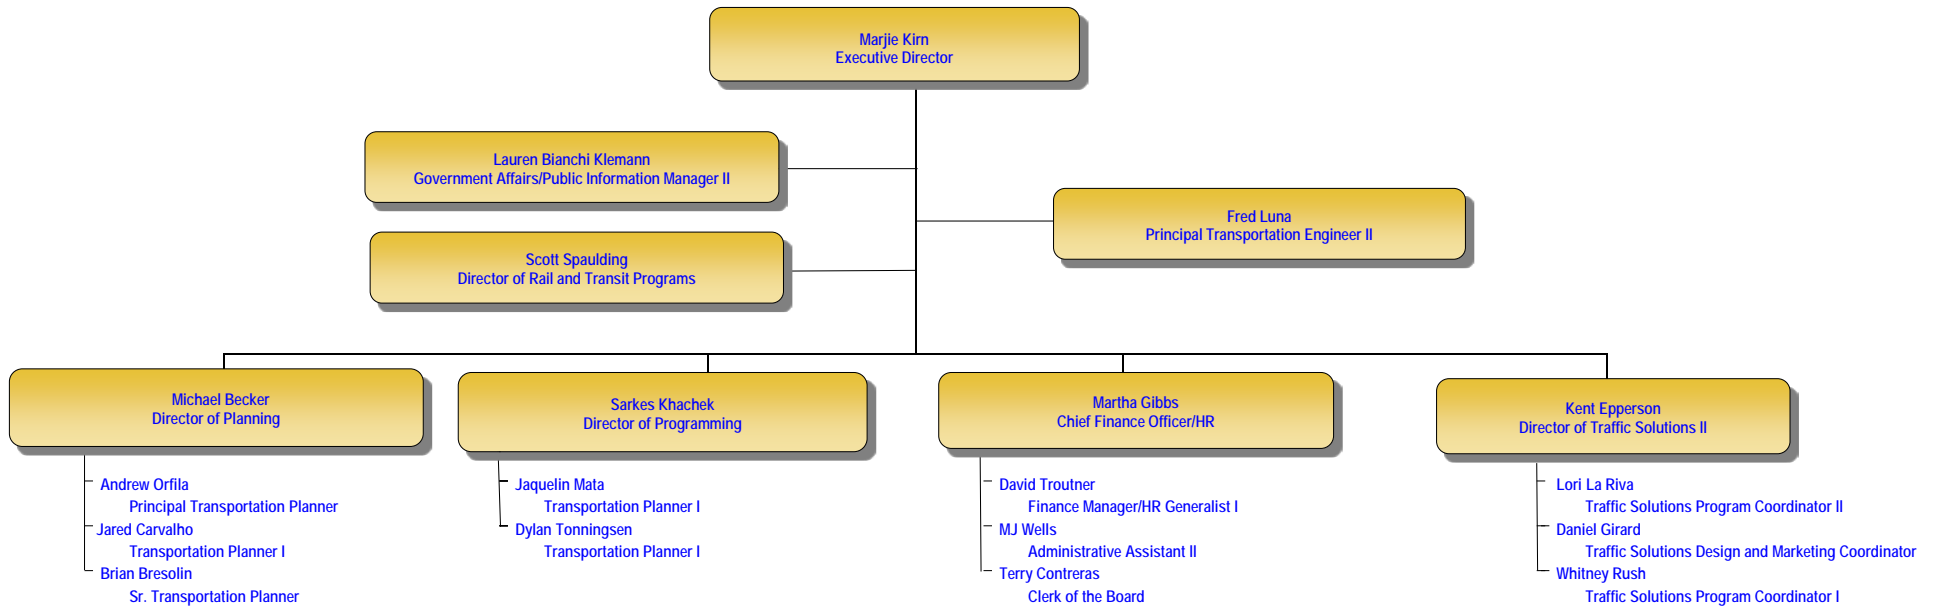 Marjie Kirn
Executive Director
Lauren Bianchi Klemann
Government Affairs/Public Information Manager II
Fred Luna
Principal Transportation Engineer II
Scott Spaulding
Director of Rail and Transit Programs
Michael Becker
Director of Planning
Andrew Orfila
Principal Transportation Planner
Jared Carvalho
Transportation Planner I
Brian Bresolin
Sr. Transportation Planner
Sarkes Khachek
Director of Programming
Jaquelin Mata
Transportation Planner I
Dylan Tonningsen
Transportation Planner I
Martha Gibbs
Chief Finance Officer/HR
David Troutner
Finance Manager/HR Generalist I
MJ Wells
Administrative Assistant II
Terry Contreras
Clerk of the Board
Kent Epperson
Director of Traffic Solutions II
Lori La Riva
Traffic Solutions Program Coordinator II
Daniel Girard
Traffic Solutions Design and Marketing Coordinator
Whitney Rush
Traffic Solutions Program Coordinator I